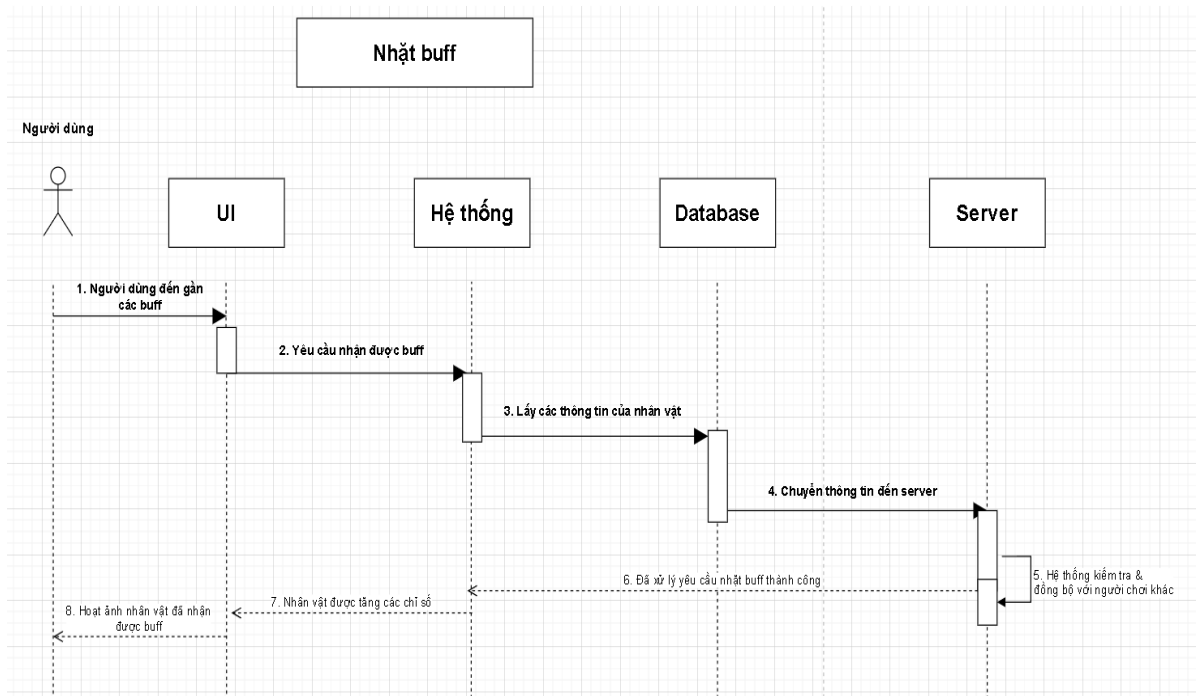 Nhặt buff
Người dùng
UI
Hệ thống
Database
Server
1. Người dùng đến gần
các buff
2. Yêu cầu nhận được buff
3. Lấy các thông tin của nhân vật
4. Chuyển thông tin đến server
5. Hệ thống kiểm tra &
đồng bộ với người chơi khác
6. Đã xử lý yêu cầu nhặt buff thành công
7. Nhân vật được tăng các chỉ số
8. Hoạt ảnh nhân vật đã nhận
được buff